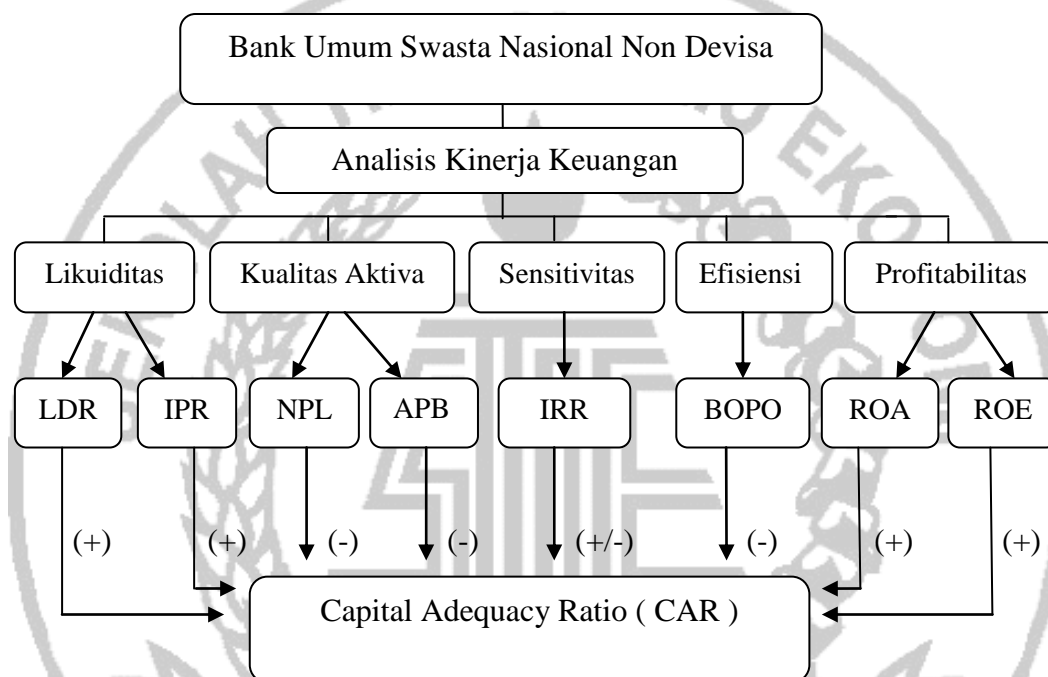 Bank Umum Swasta Nasional Non Devisa
Analisis Kinerja Keuangan
Likuiditas
Kualitas Aktiva
Sensitivitas
Efisiensi
Profitabilitas
LDR
IPR
NPL
APB
IRR
BOPO
ROA
ROE
(+)
(+)
(-)
(-)
(+/-)
(-)
(+)
(+)
Capital Adequacy Ratio ( CAR )